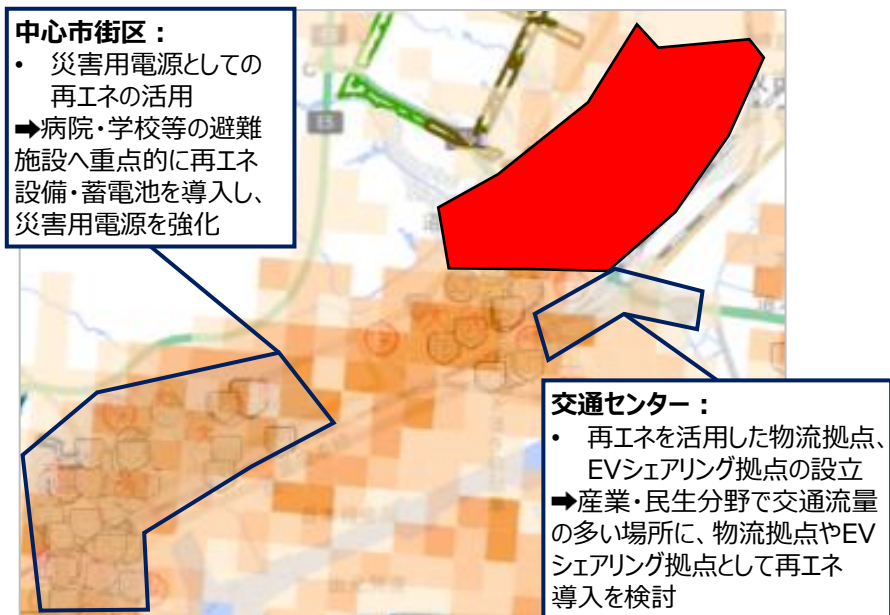 中心市街区：
• 災害用電源としての
再エネの活用
➡病院・学校等の避難
施設へ重点的に再エネ
設備・蓄電池を導入し、
災害用電源を強化
交通センター：
• 再エネを活用した物流拠点、
EVシェアリング拠点の設立
➡産業・民生分野で交通流量
の多い場所に、物流拠点やEV
シェアリング拠点として再エネ
導入を検討